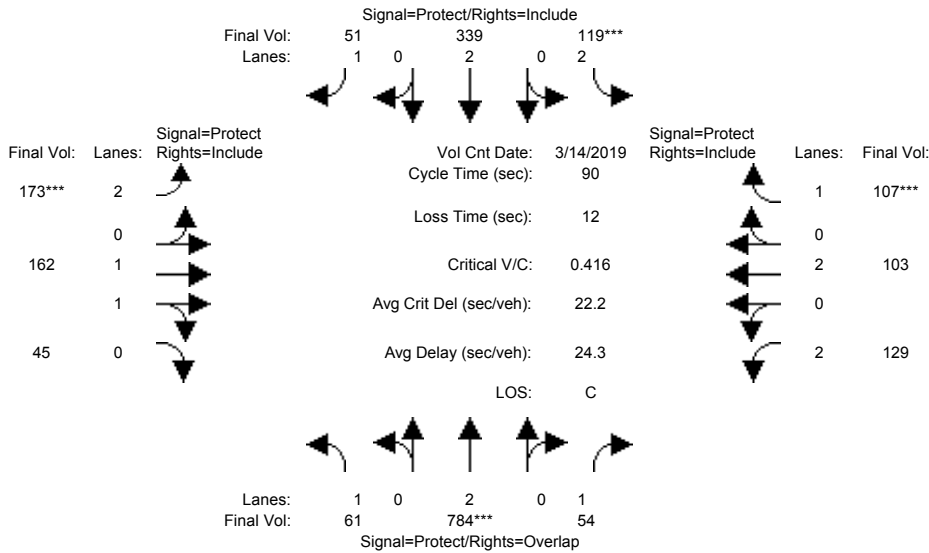 Signal=Protect/Rights=Include
Final Vol: 51 339 119***
Lanes: 1 0 2 0 2
Signal=Protect Signal=Protect
Final Vol: Lanes: Rights=Include Vol Cnt Date: 3/14/2019 Rights=Include Lanes: Final Vol:
Cycle Time (sec): 90
173*** 2 1 107***
Loss Time (sec): 12
0 0
162 1 Critical V/C: 0.416 2 103
1 Avg Crit Del (sec/veh): 22.2 0
45 0 Avg Delay (sec/veh): 24.3 2 129
LOS: C
Lanes: 1 0 2 0 1
Final Vol: 61 784*** 54
Signal=Protect/Rights=Overlap